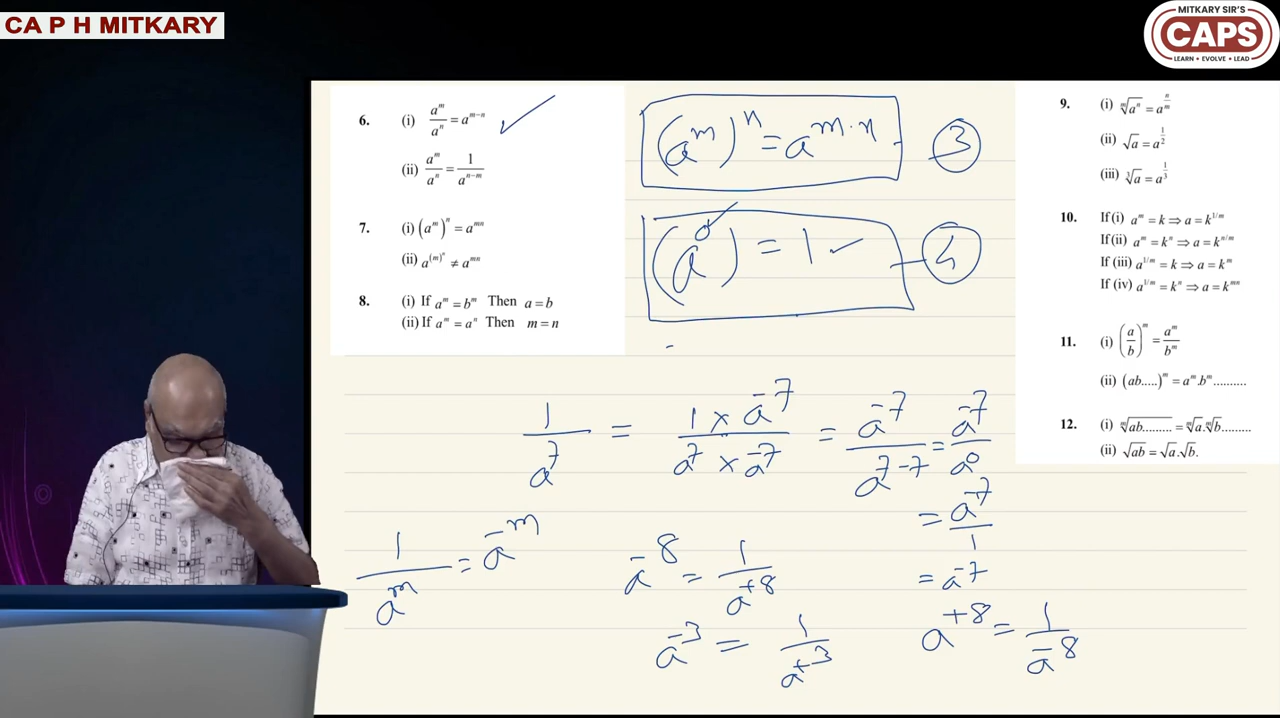 CA P H MITKARY
MITKARY SIR'S
CAPS
LEARN • EVOLVE • LEAD
6. (i) a^m/a^n = a^(m-n)
(ii) a^m/a^n = 1/a^(n-m)
7. (i) (a^m)^n = a^(mn)
(ii) a^(m)^n ≠ a^(mn)
8. (i) If a^m = b^m Then a = b
(ii) If a^m = a^n Then m = n
(a^m)^n = a^(m·n) 3
(a^0) = 1 4
9. (i) ᵐ√a^n = a^(n/m)
(ii) √a = a^(1/2)
(iii) ³√a = a^(1/3)
10. If (i) a^m = k ⇒ a = k^(1/m)
If (ii) a^m = k^n ⇒ a = k^(n/m)
If (iii) a^(1/m) = k ⇒ a = k^m
If (iv) a^(1/m) = k^n ⇒ a = k^(mn)
11. (i) (a/b)^m = a^m/b^m
(ii) (ab.....)^m = a^m.b^m..........
12. (i) ᵐ√ab......... = ᵐ√a.ᵐ√b.........
(ii) √ab = √a.√b.
1/a^7 = (1 × a^-7)/(a^7 × a^-7) = a^-7/a^(7-7) = a^-7/a^0
= a^-7/1
= a^-7
1/a^m = a^-m
a^-8 = 1/a^+8
a^-3 = 1/a^+3
a^+8 = 1/a^-8